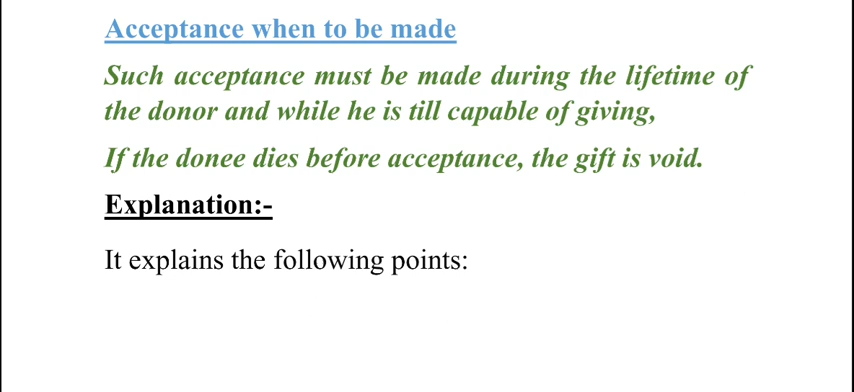 Acceptance when to be made
Such acceptance must be made during the lifetime of
the donor and while he is till capable of giving,
If the donee dies before acceptance, the gift is void.
Explanation:-
It explains the following points: